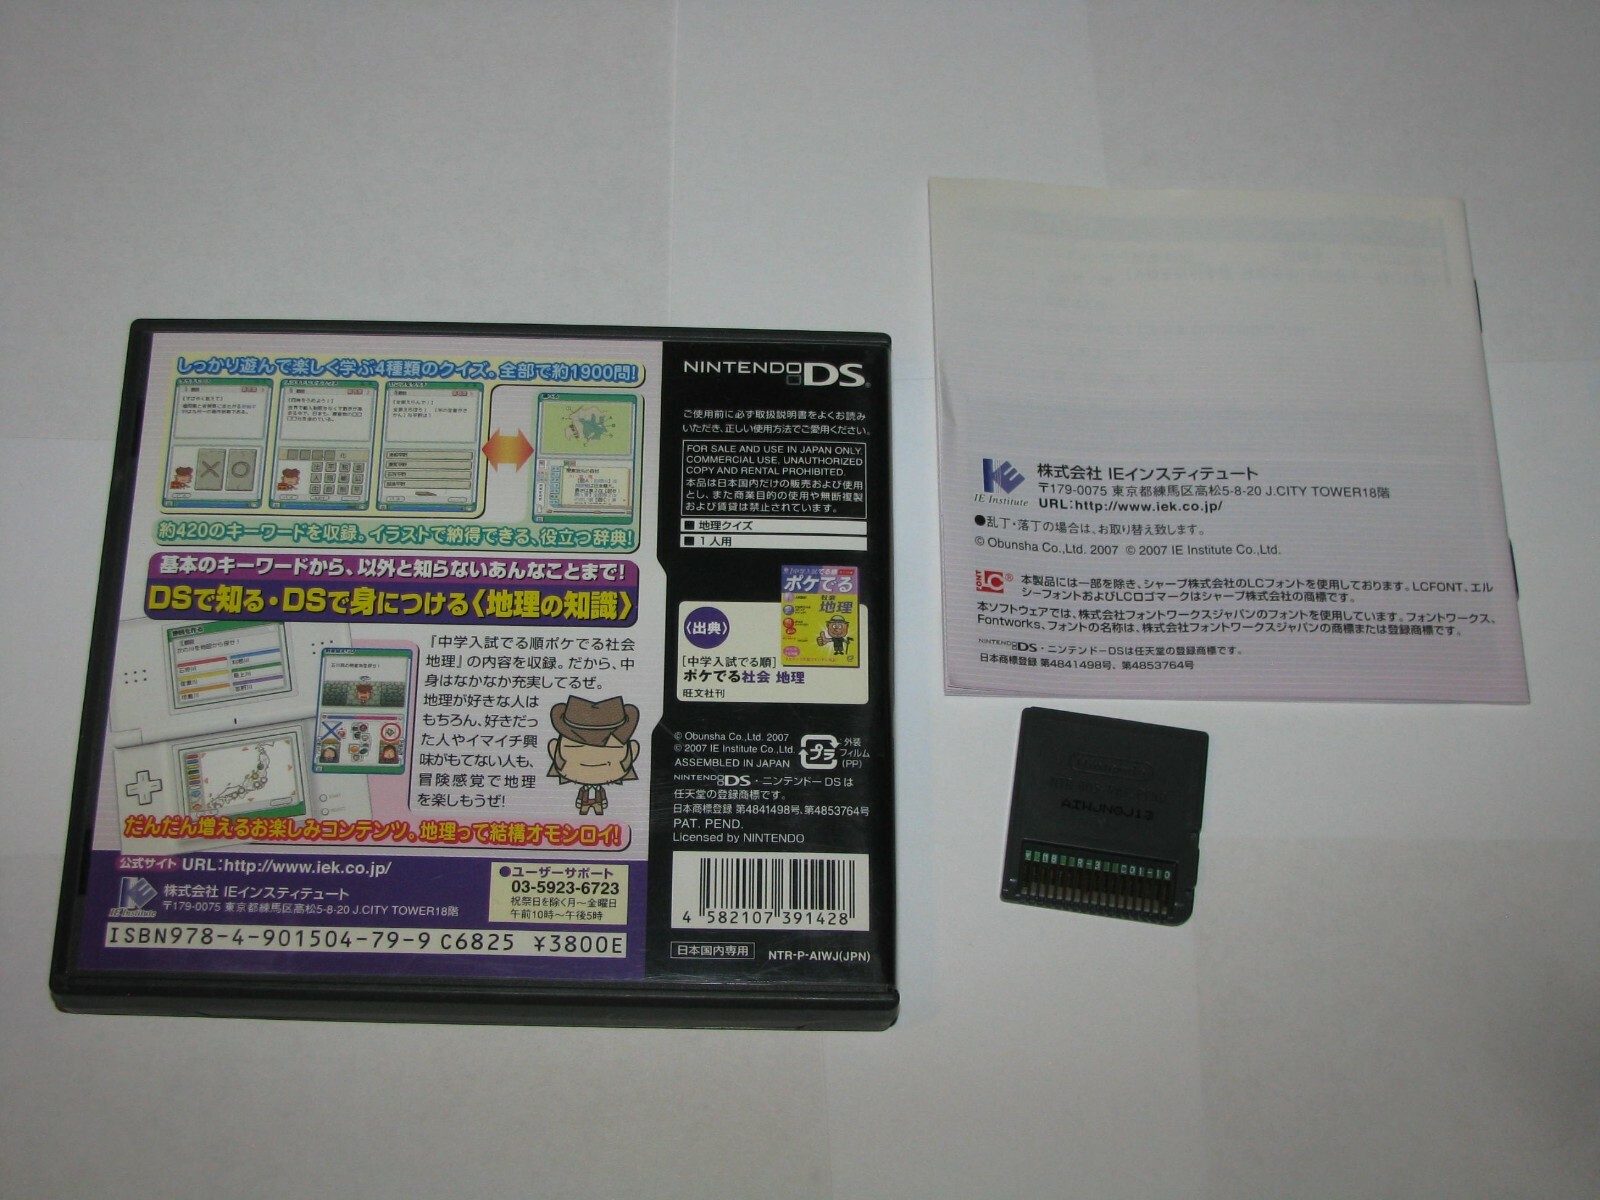 しっかり遊んで楽しく学ぶ4種類のクイズ。全部で約1900問!
約420のキーワードを収録。イラストで納得できる、役立つ辞典!
基本のキーワードから、以外と知らないあんなことまで!
DSで知る・DSで身につける〈地理の知識〉
「中学入試でる順ポケでる社会
地理」の内容を収録。だから、中
身はなかなか充実してるぜ。
地理が好きな人は
もちろん、好きだっ
た人やイマイチ興
味がもてない人も、
冒険感覚で地理
を楽しもうぜ!
だんだん増えるお楽しみコンテンツ。地理って結構オモシロイ!
公式サイト URL:http://www.iek.co.jp/
IE Institute
株式会社 IEインスティテュート
〒179-0075 東京都練馬区高松5-8-20 J.CITY TOWER18階
●ユーザーサポート
03-5923-6723
祝祭日を除く月〜金曜日
午前10時〜午後5時
ISBN978-4-901504-79-9 C6825 ¥3800E
NINTENDO DS®
ご使用前に必ず取扱説明書をよくお読み
いただき、正しい使用方法でご愛用ください。
FOR SALE AND USE IN JAPAN ONLY.
COMMERCIAL USE, UNAUTHORIZED
COPY AND RENTAL PROHIBITED.
本品は日本国内だけの販売および使用
とし、また商業目的の使用や無断複製
および賃貸は禁止されています。
■ 地理クイズ
■ 1人用
〈出典〉
ポケでる
社会
地理
[中学入試でる順]
ポケでる社会 地理
旺文社刊
© Obunsha Co.,Ltd. 2007
© 2007 IE Institute Co.,Ltd.
ASSEMBLED IN JAPAN
プラ
:外装
フィルム
(PP)
NINTENDO DS・ニンテンドーDSは
任天堂の登録商標です。
日本商標登録 第4841498号、第4853764号
PAT. PEND.
Licensed by NINTENDO
4 582107 391428
日本国内専用
NTR-P-AIWJ(JPN)
IE Institute
株式会社 IEインスティテュート
〒179-0075 東京都練馬区高松5-8-20 J.CITY TOWER18階
URL:http://www.iek.co.jp/
●乱丁・落丁の場合は、お取り替え致します。
© Obunsha Co.,Ltd. 2007 © 2007 IE Institute Co.,Ltd.
FONT LC® 本製品には一部を除き、シャープ株式会社のLCフォントを使用しております。LCFONT、エル
シーフォントおよびLCロゴマークはシャープ株式会社の商標です。
本ソフトウェアでは、株式会社フォントワークスジャパンのフォントを使用しています。フォントワークス、
Fontworks、フォントの名称は、株式会社フォントワークスジャパンの商標または登録商標です。
NINTENDO DS・ニンテンドーDSは任天堂の登録商標です。
日本商標登録 第4841498号、第4853764号